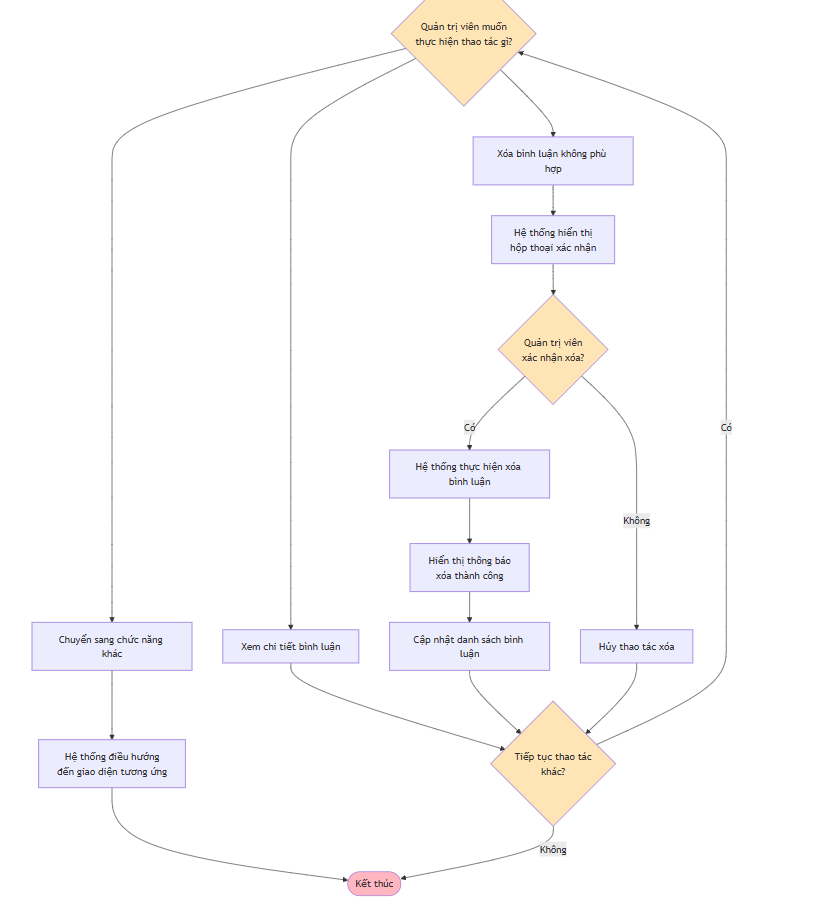 Quản trị viên muốn
thực hiện thao tác gì?
Xóa bình luận không phù
hợp
Hệ thống hiển thị
hộp thoại xác nhận
Quản trị viên
xác nhận xóa?
Có
Có
Hệ thống thực hiện xóa
bình luận
Không
Hiển thị thông báo
xóa thành công
Chuyển sang chức năng
khác
Xem chi tiết bình luận
Cập nhật danh sách bình
luận
Hủy thao tác xóa
Hệ thống điều hướng
đến giao diện tương ứng
Tiếp tục thao tác
khác?
Không
Kết thúc